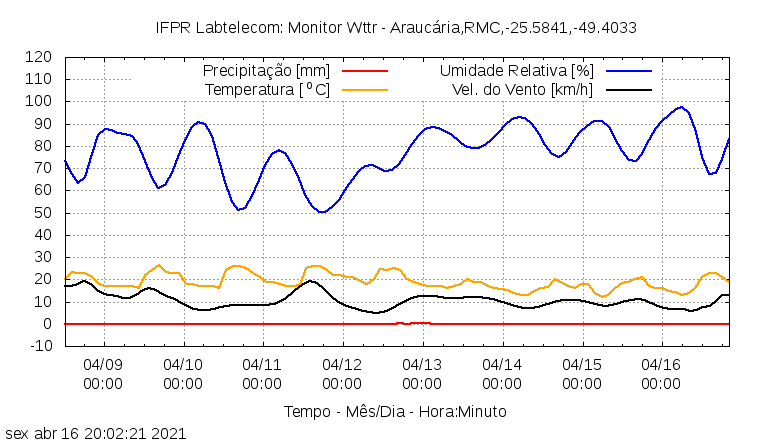 IFPR Labtelecom: Monitor Wttr - Araucária,RMC,-25.5841,-49.4033
120
110
100
90
80
70
60
50
40
30
20
10
0
-10
Precipitação [mm]
Temperatura [⁰C]
Umidade Relativa [%]
Vel. do Vento [km/h]
04/09 04/10 04/11 04/12 04/13 04/14 04/15 04/16
00:00 00:00 00:00 00:00 00:00 00:00 00:00 00:00
Tempo - Mês/Dia - Hora:Minuto
sex abr 16 20:02:21 2021